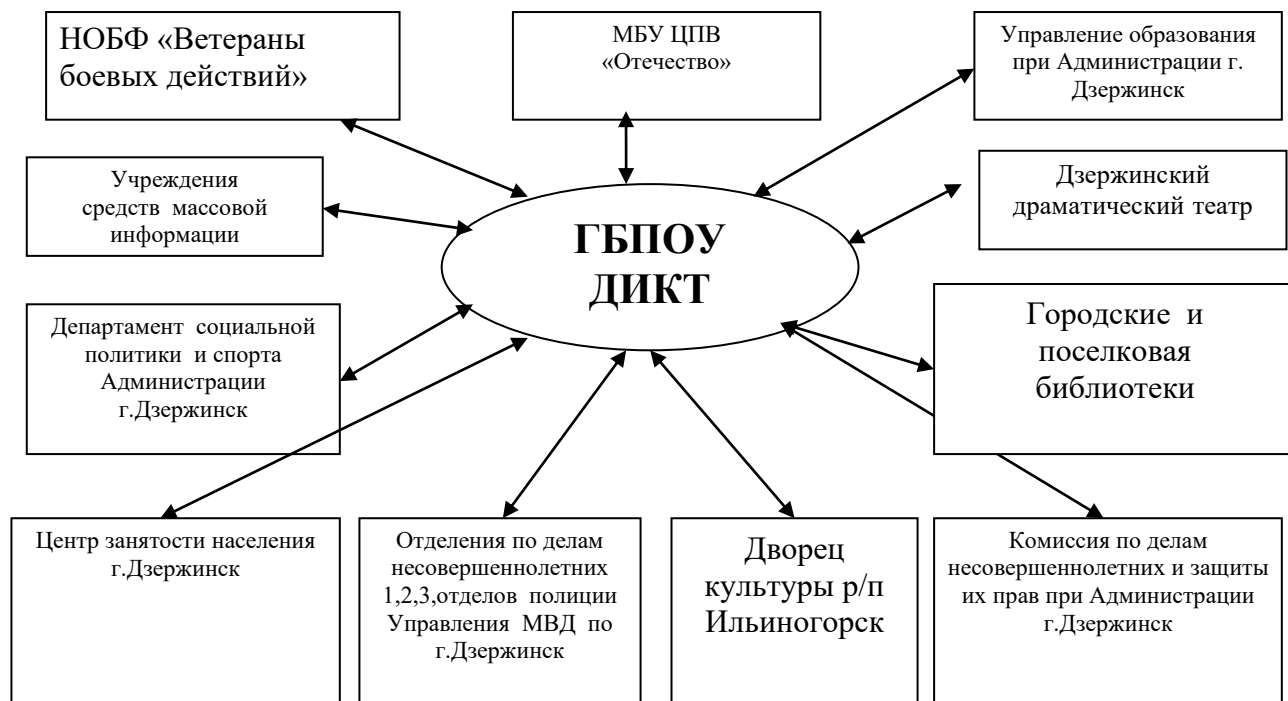 НОБФ «Ветераны
боевых действий»
МБУ ЦПВ
«Отечество»
Управление образования
при Администрации г.
Дзержинск
Учреждения
средств массовой
информации
ГБПОУ
ДИКТ
Дзержинский
драматический театр
Департамент социальной
политики и спорта
Администрации
г.Дзержинск
Городские и
поселковая
библиотеки
Центр занятости населения
г.Дзержинск
Отделения по делам
несовершеннолетних
1,2,3,отделов полиции
Управления МВД по
г.Дзержинск
Дворец
культуры р/п
Ильиногорск
Комиссия по делам
несовершеннолетних и защиты
их прав при Администрации
г.Дзержинск